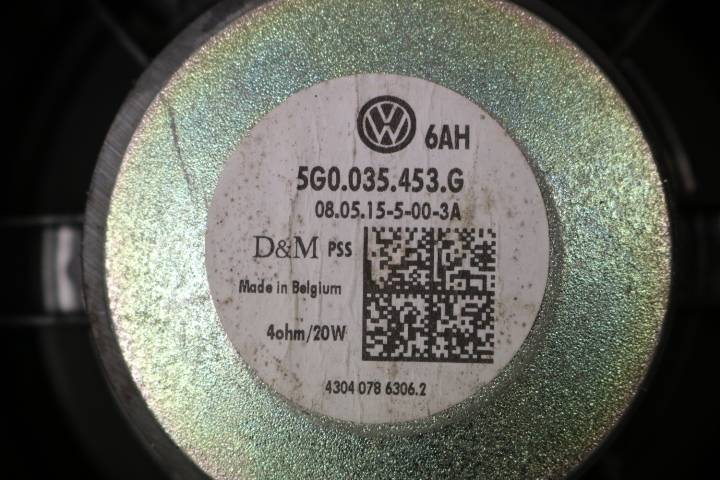 VW
6AH
5G0.035.453.G
08.05.15-5-00-3A
D&M PSS
Made in Belgium
4ohm/20W
4304 078 6306.2